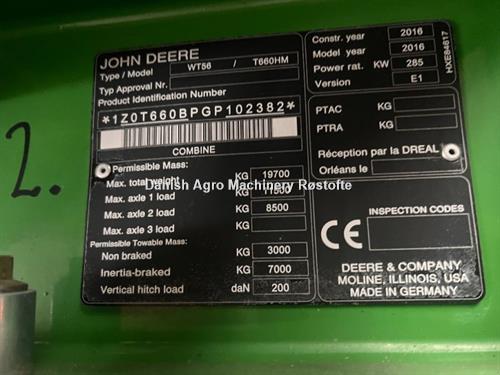 JOHN DEERE
Type / Model WT56 / T660HM
Typ Approval Nr.
Product Identification Number
*1Z0T660BPGP102382*
COMBINE
Permissible Mass:
Max. total weight KG 19700
Max. axle 1 load KG
Max. axle 2 load KG 8500
Max. axle 3 load KG
Permissible Towable Mass:
Non braked KG 3000
Inertia-braked KG 7000
Vertical hitch load daN 200
Constr. year 2016
Model year 2016
Power rat. KW 285
Version E1
HXE84617
PTAC KG
PTRA KG
Réception par la DREAL
Orléans le
INSPECTION CODES
CE
DEERE & COMPANY
MOLINE, ILLINOIS, USA
MADE IN GERMANY
2.
Danish Agro Machinery Røstofte